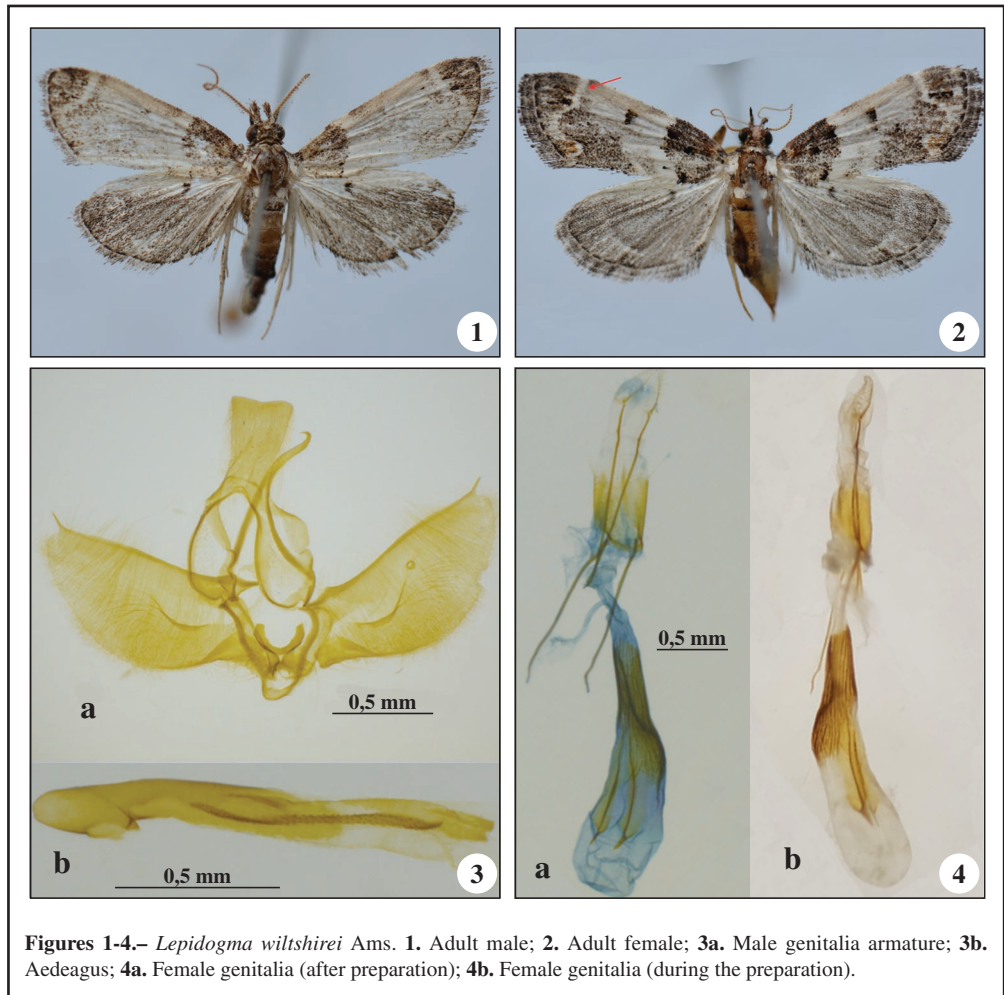 1
2
a
0,5 mm
b
0,5 mm
3
0,5 mm
a
b
4
Figures 1-4.– Lepidogma wiltshirei Ams. 1. Adult male; 2. Adult female; 3a. Male genitalia armature; 3b.
Aedeagus; 4a. Female genitalia (after preparation); 4b. Female genitalia (during the preparation).